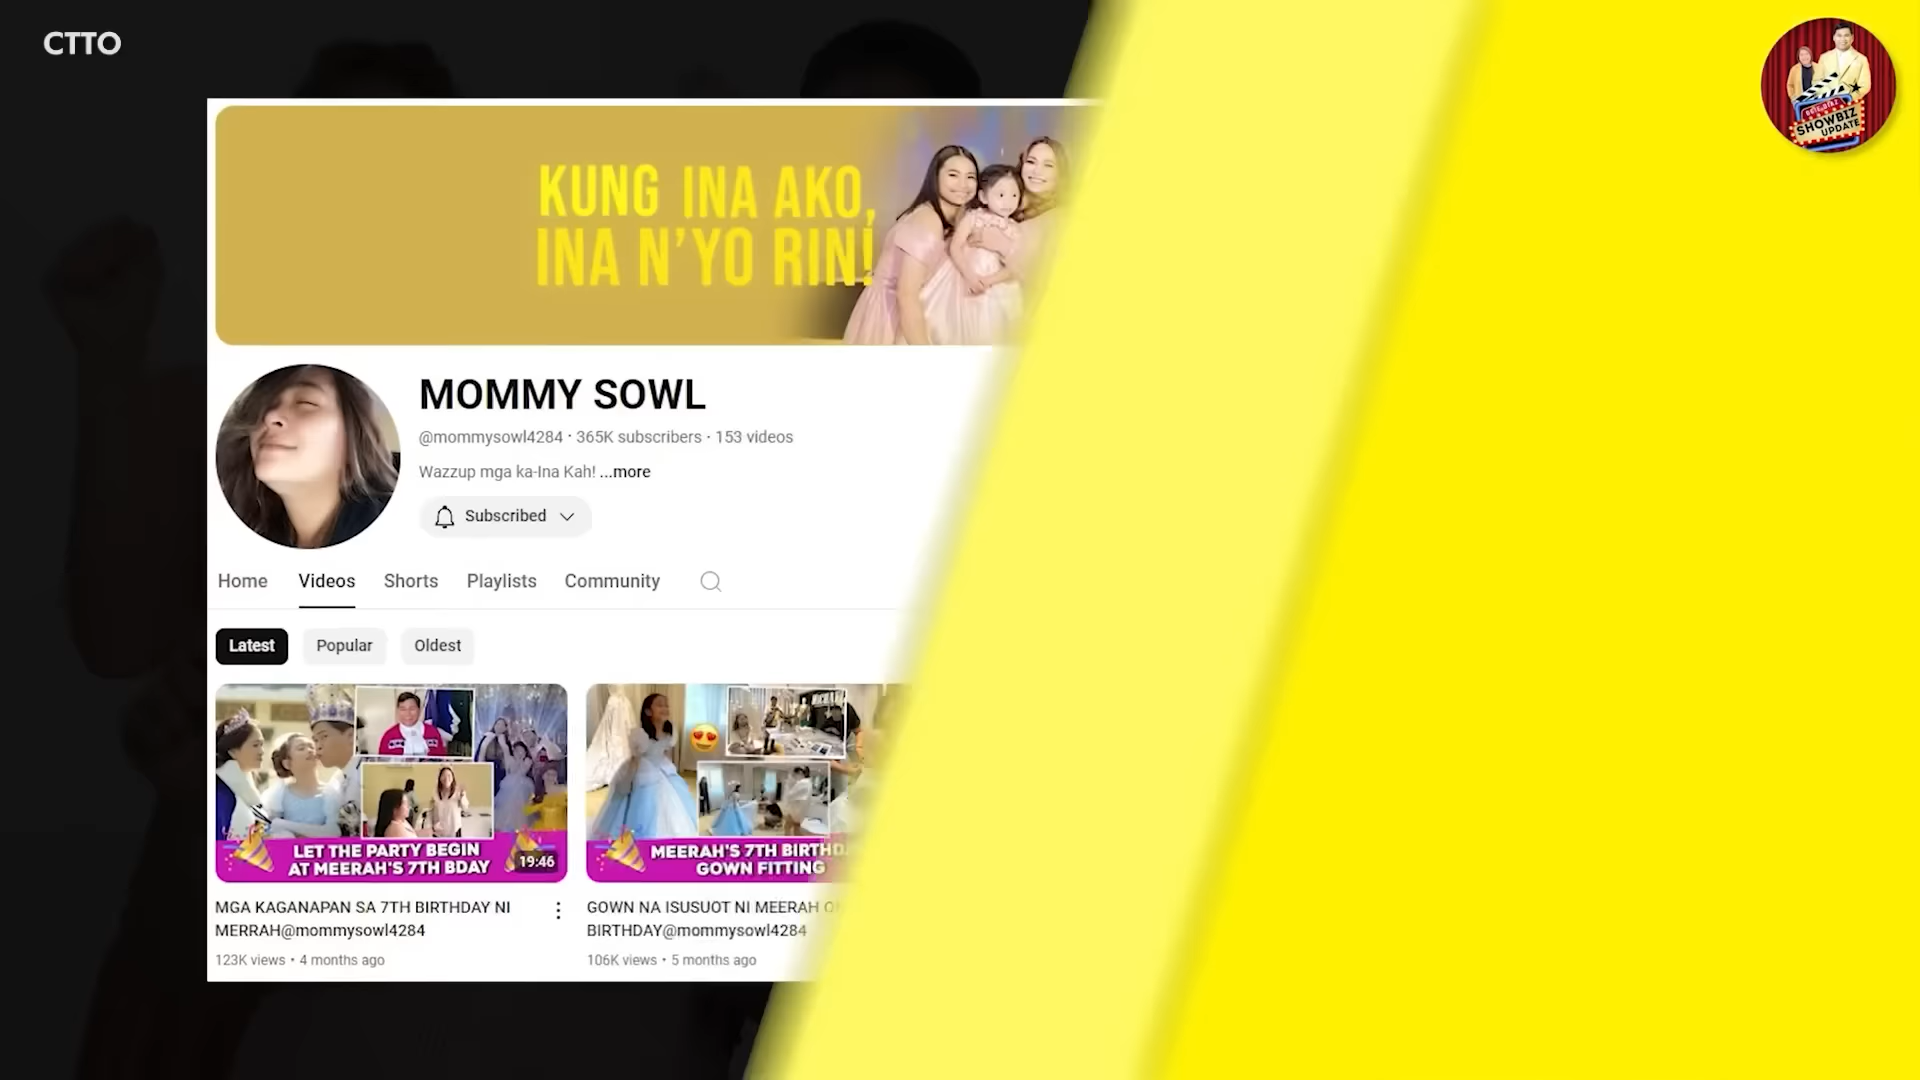 CTTO
SHOWBIZ
UPDATE
KUNG INA AKO,
INA N'YO RIN!
MOMMY SOWL
@mommysowl4284 · 365K subscribers · 153 videos
Wazzup mga ka-Ina Kah! ...more
Subscribed
Home Videos Shorts Playlists Community
Latest Popular Oldest
LET THE PARTY BEGIN
AT MEERAH'S 7TH BDAY
19:46
MEERAH'S 7TH
GOWN FITTING
MGA KAGANAPAN SA 7TH BIRTHDAY NI
MERRAH@mommysowl4284
123K views • 4 months ago
GOWN NA ISUSUOT NI MEERAH
BIRTHDAY@mommysowl4284
106K views • 5 months ago